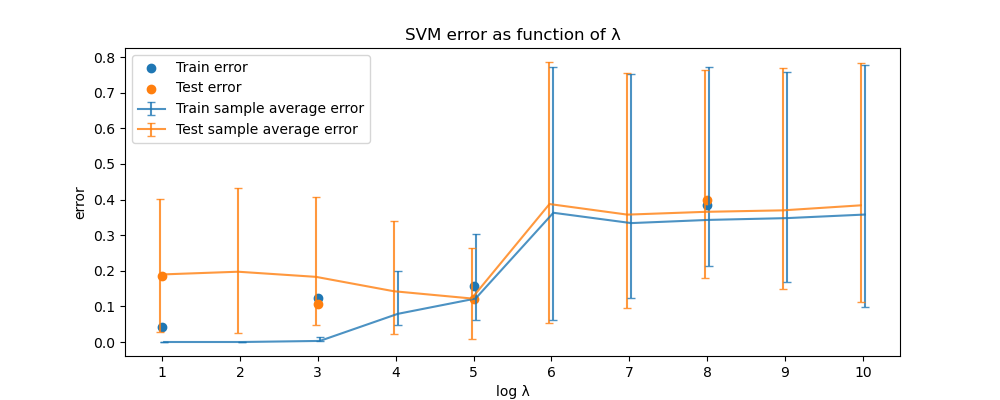 SVM error as function of λ
Train error
Test error
Train sample average error
Test sample average error
error
0.8
0.7
0.6
0.5
0.4
0.3
0.2
0.1
0.0
1 2 3 4 5 6 7 8 9 10
log λ